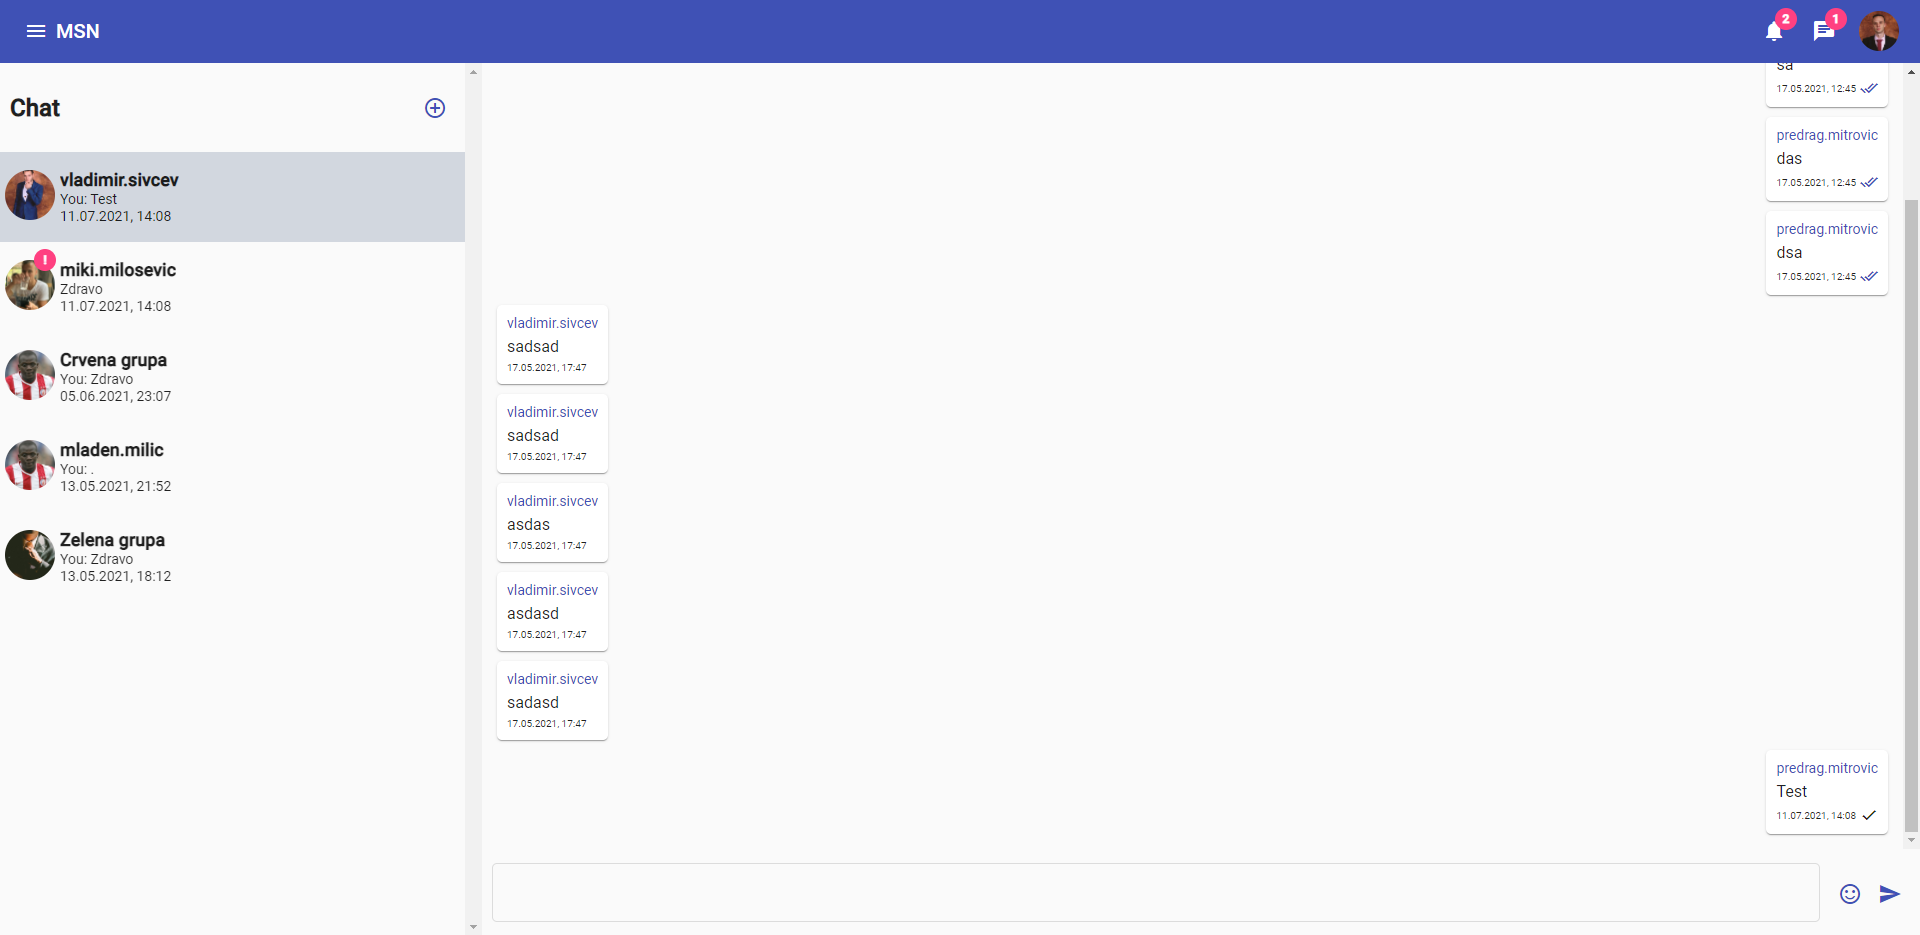 MSN
2
1
Chat
vladimir.sivcev
You: Test
11.07.2021, 14:08
!
miki.milosevic
Zdravo
11.07.2021, 14:08
Crvena grupa
You: Zdravo
05.06.2021, 23:07
mladen.milic
You: .
13.05.2021, 21:52
Zelena grupa
You: Zdravo
13.05.2021, 18:12
sa
17.05.2021, 12:45
predrag.mitrovic
das
17.05.2021, 12:45
predrag.mitrovic
dsa
17.05.2021, 12:45
vladimir.sivcev
sadsad
17.05.2021, 17:47
vladimir.sivcev
sadsad
17.05.2021, 17:47
vladimir.sivcev
asdas
17.05.2021, 17:47
vladimir.sivcev
asdasd
17.05.2021, 17:47
vladimir.sivcev
sadasd
17.05.2021, 17:47
predrag.mitrovic
Test
11.07.2021, 14:08